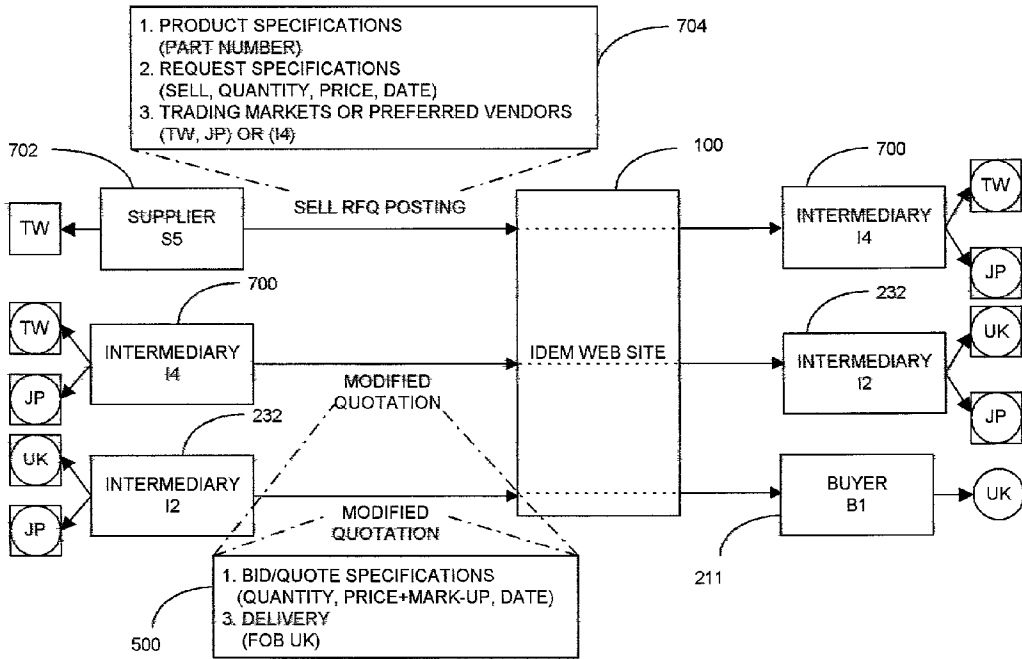 1. PRODUCT SPECIFICATIONS
(PART NUMBER)
2. REQUEST SPECIFICATIONS
(SELL, QUANTITY, PRICE, DATE)
3. TRADING MARKETS OR PREFERRED VENDORS
(TW, JP) OR (I4)
704
702
100
700
TW
SUPPLIER
S5
SELL RFQ POSTING
INTERMEDIARY
I4
TW
JP
700
232
TW
JP
INTERMEDIARY
I4
MODIFIED
QUOTATION
IDEM WEB SITE
INTERMEDIARY
I2
UK
JP
232
UK
JP
INTERMEDIARY
I2
MODIFIED
QUOTATION
BUYER
B1
UK
211
1. BID/QUOTE SPECIFICATIONS
(QUANTITY, PRICE+MARK-UP, DATE)
3. DELIVERY
(FOB UK)
500